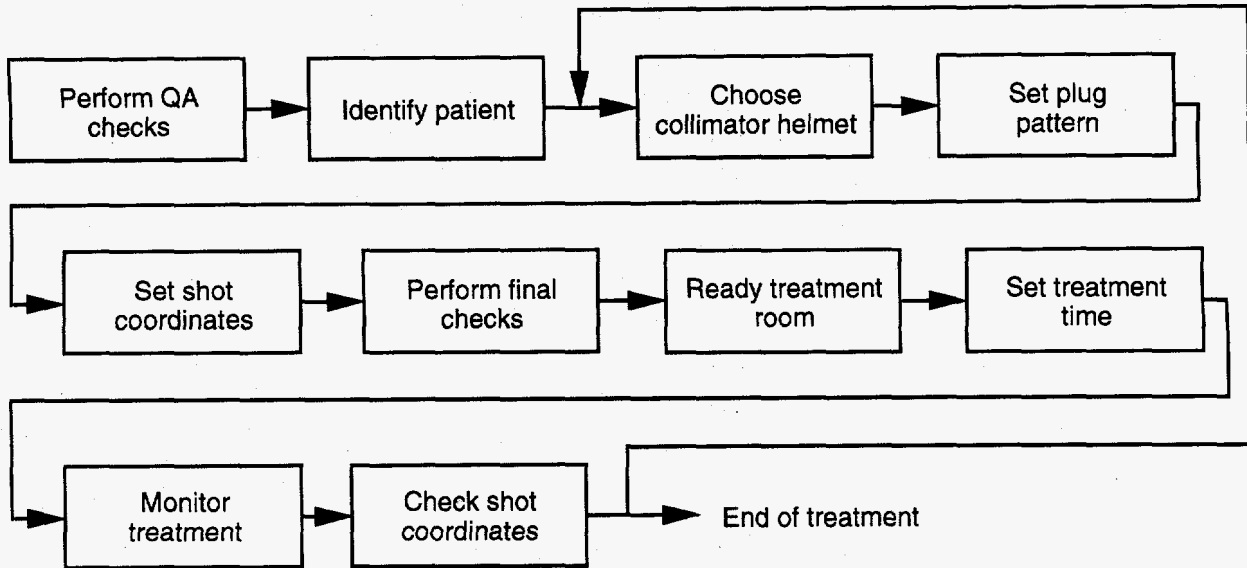 Perform QA
checks
Identify patient
Choose
collimator helmet
Set plug
pattern
Set shot
coordinates
Perform final
checks
Ready treatment
room
Set treatment
time
Monitor
treatment
Check shot
coordinates
End of treatment